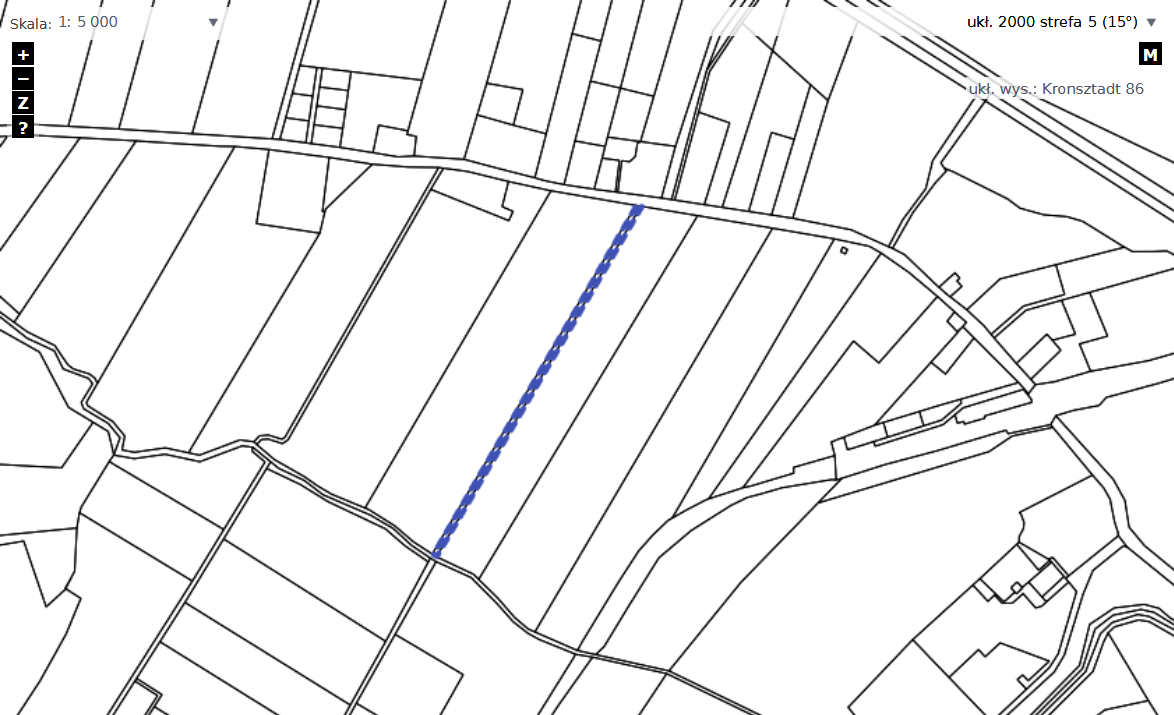 Skala: 1: 5 000 ▼
ukł. 2000 strefa 5 (15°) ▼
+
−
Z
?
M
ukł. wys.: Kronsztadt 86